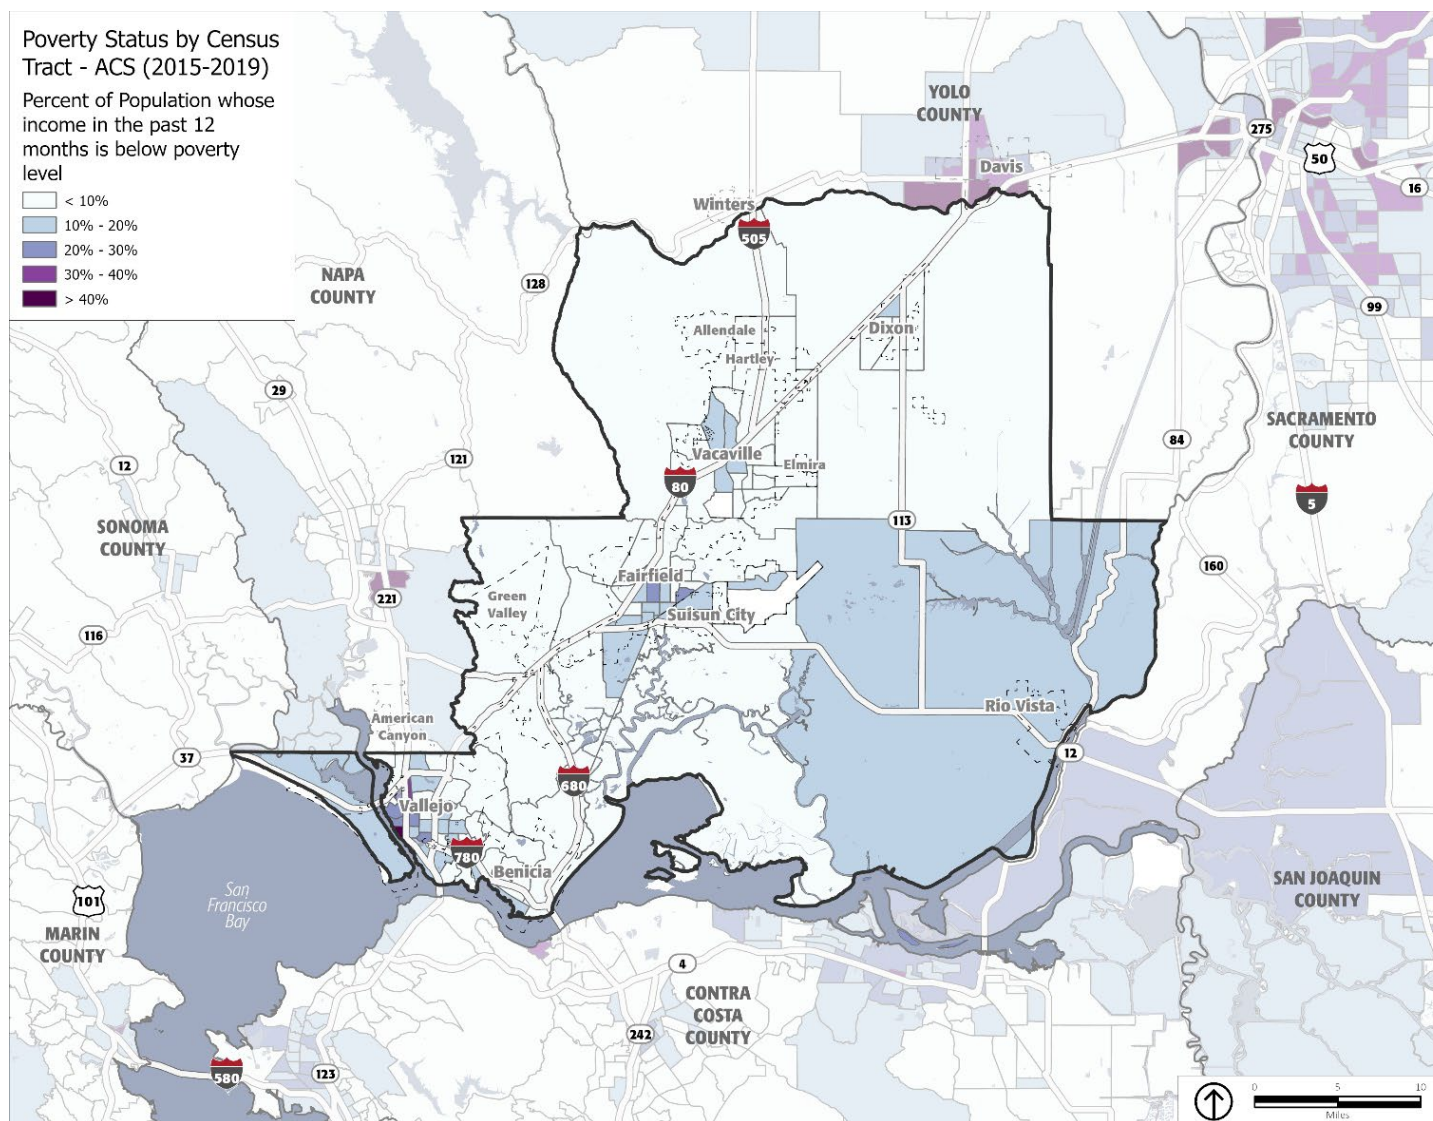 Poverty Status by Census
Tract - ACS (2015-2019)
Percent of Population whose
income in the past 12
months is below poverty
level
< 10%
10% - 20%
20% - 30%
30% - 40%
> 40%
YOLO
COUNTY
275
50
Davis
16
Winters
505
NAPA
COUNTY
128
99
Allendale
Dixon
Hartley
29
SACRAMENTO
COUNTY
84
121
12
Vacaville
Elmira
80
5
SONOMA
COUNTY
113
160
Fairfield
221
Green
Valley
Suisun City
116
Rio Vista
American
Canyon
37
12
680
Vallejo
780
Benicia
San
Francisco
Bay
101
SAN JOAQUIN
COUNTY
MARIN
COUNTY
4
CONTRA
COSTA
COUNTY
242
580
123
0 5 10
Miles